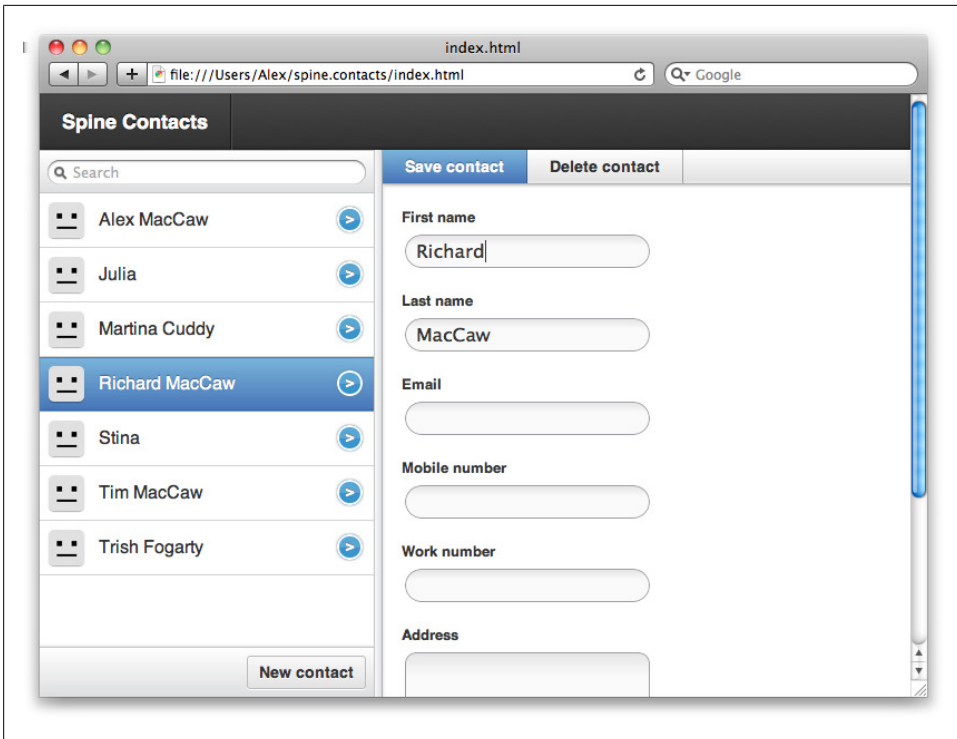 index.html
file:///Users/Alex/spine.contacts/index.html
Google
Spine Contacts
Search
Alex MacCaw
Julia
Martina Cuddy
Richard MacCaw
Stina
Tim MacCaw
Trish Fogarty
New contact
Save contact
Delete contact
First name
Richard
Last name
MacCaw
Email
Mobile number
Work number
Address